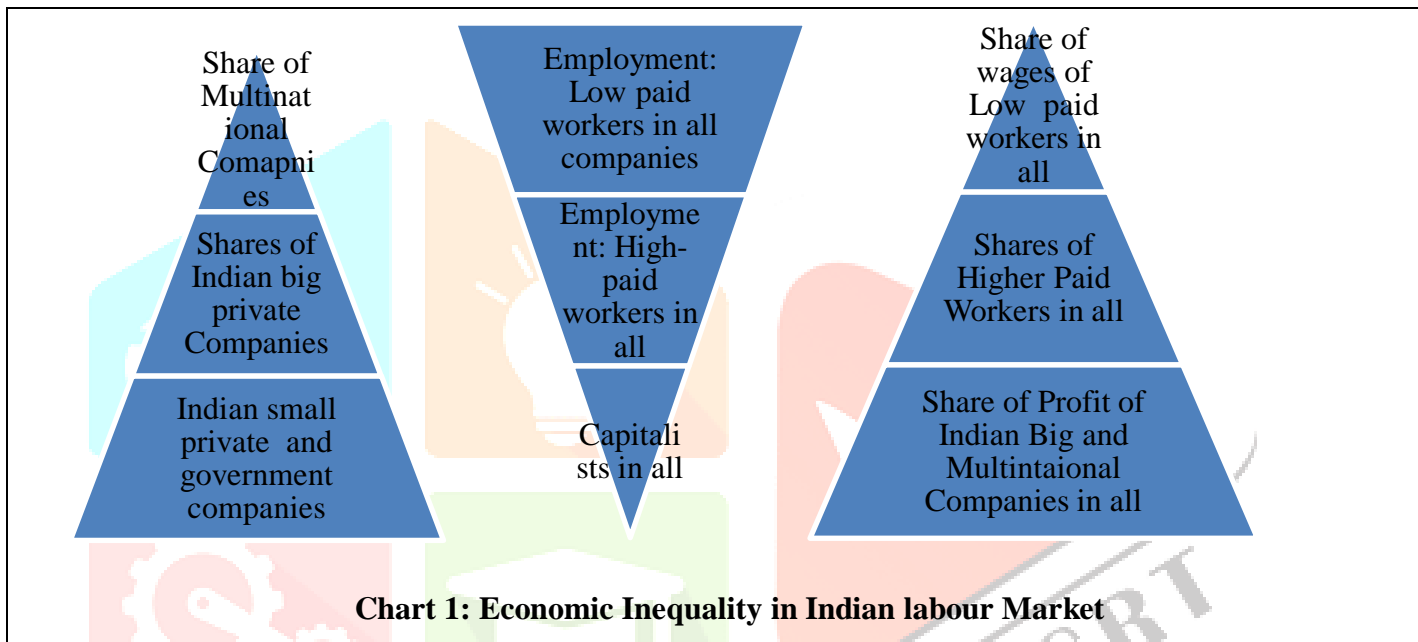 Share of
Multinat
ional
Comapni
es
Shares of
Indian big
private
Companies
Indian small
private and
government
companies
Employment:
Low paid
workers in all
companies
Employme
nt: High-
paid
workers in
all
Capitali
sts in all
Share of
wages of
Low paid
workers in
all
Shares of
Higher Paid
Workers in all
Share of Profit of
Indian Big and
Multintaional
Companies in all
Chart 1: Economic Inequality in Indian labour Market